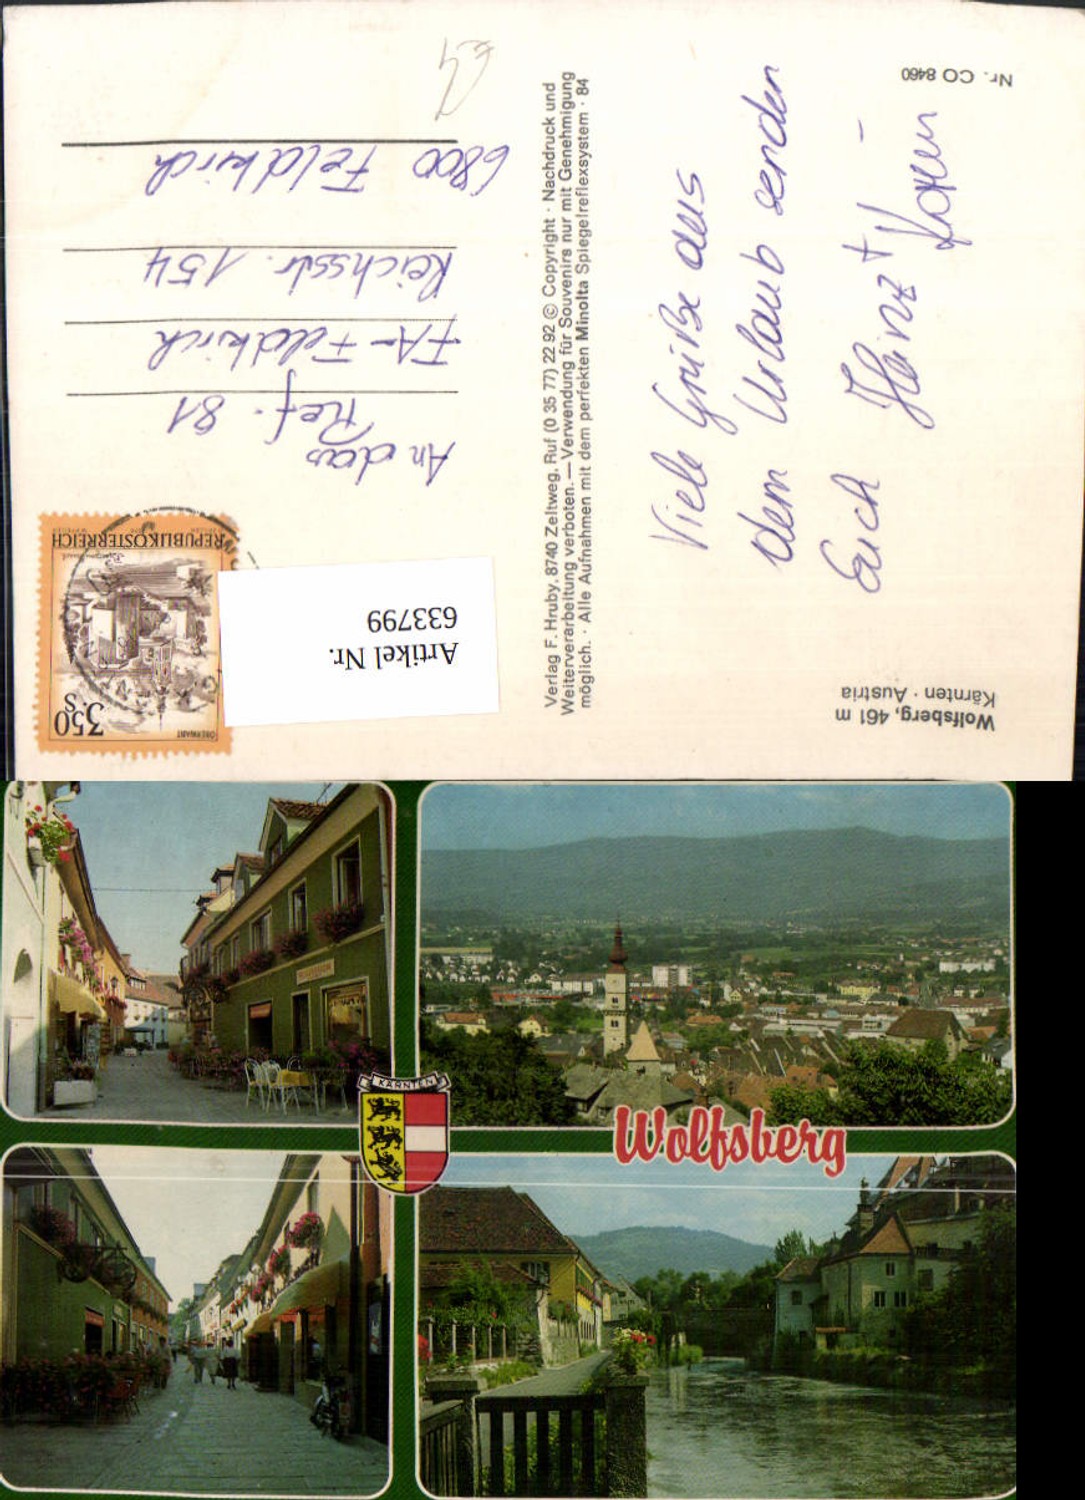 Wolfsberg, 461 m
Kärnten · Austria
Nr. CO 8460
Viele Grüße aus
dem Urlaub senden
Euch Heinz +
Karin
Verlag F. Hruby, 8740 Zeltweg, Ruf (0 35 77) 22 92 © Copyright · Nachdruck und
Weiterverarbeitung verboten. — Verwendung für Souvenirs nur mit Genehmigung
möglich. · Alle Aufnahmen mit dem perfekten Minolta Spiegelreflexsystem · 84
ÖBERWART
3.50
S
REPUBLIK ÖSTERREICH
Artikel Nr.
633799
An das
Ref. 81
FA-Feldkirch
Reichsstr. 154
6800 Feldkirch
KÄRNTEN
Wolfsberg